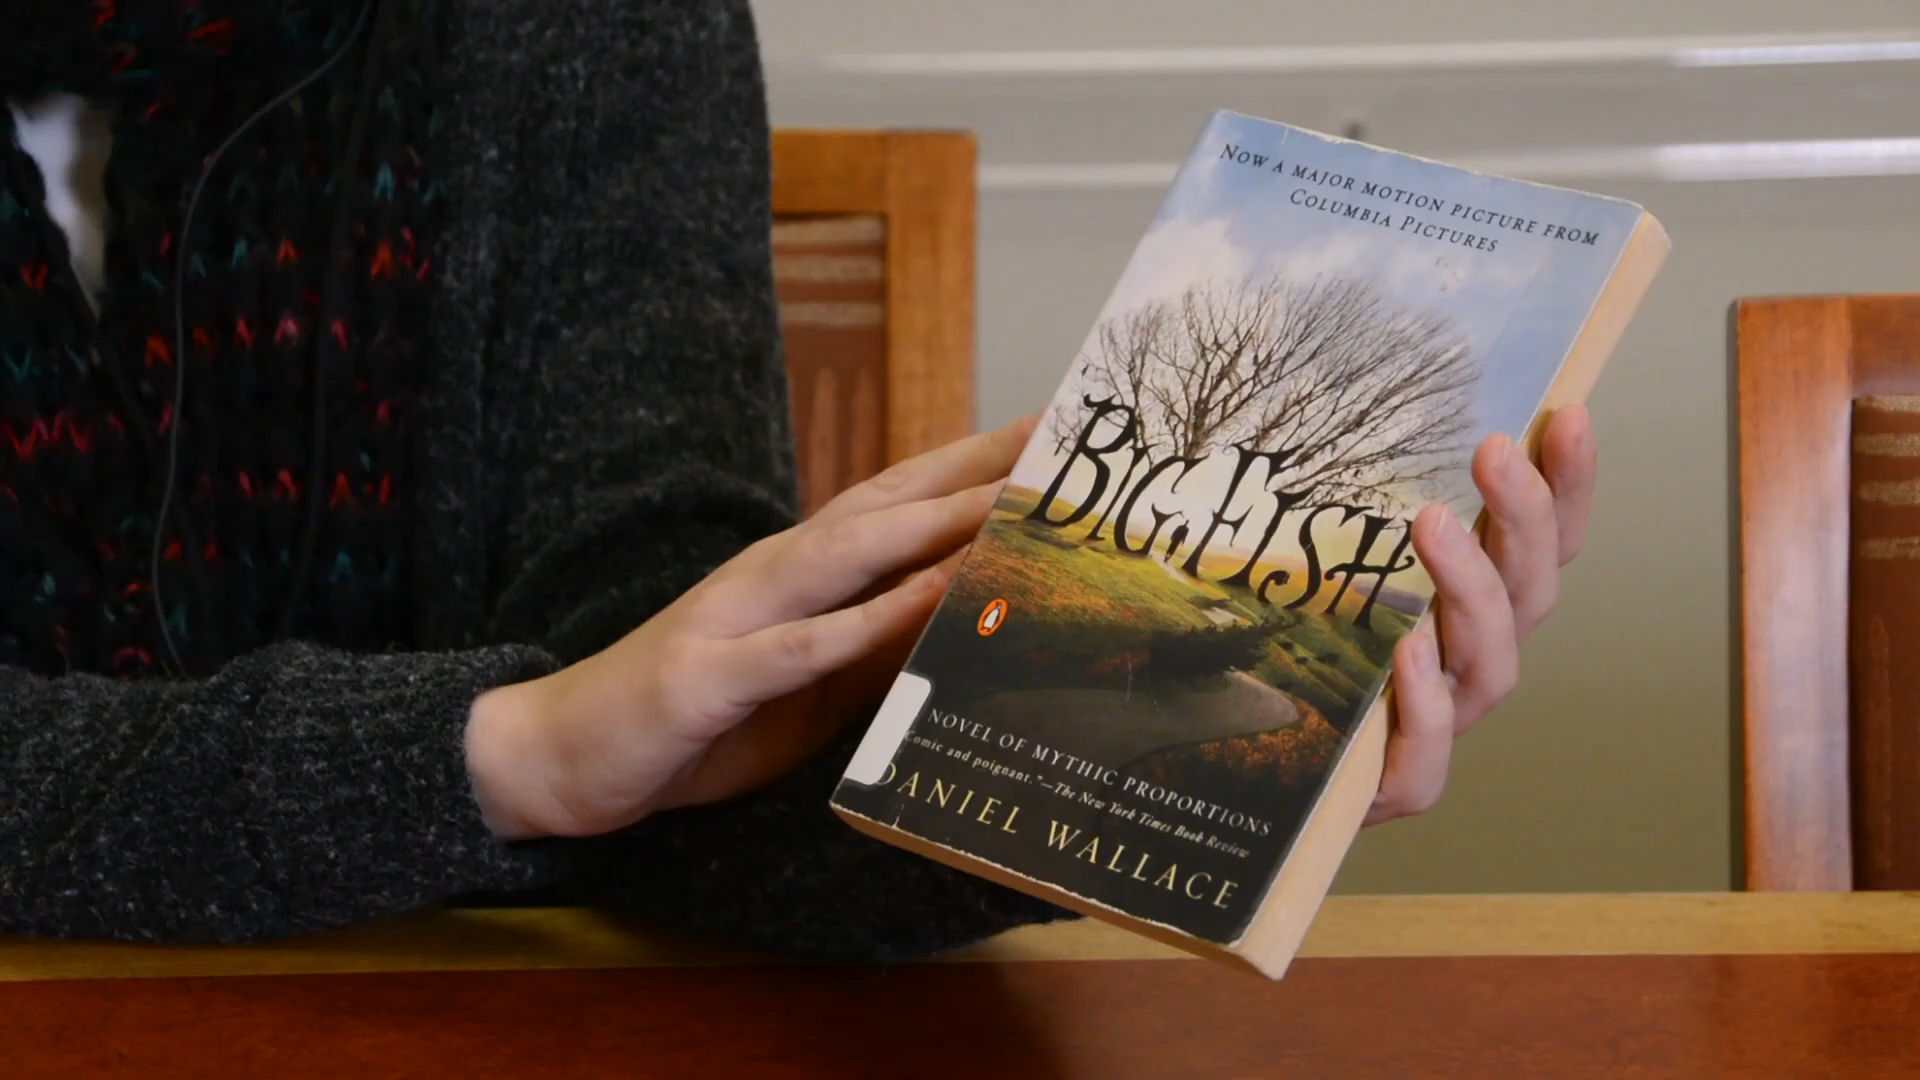 NOW A MAJOR MOTION PICTURE FROM
COLUMBIA PICTURES
BIG FISH
NOVEL OF MYTHIC PROPORTIONS
Comic and poignant."—The New York Times Book Review
DANIEL WALLACE